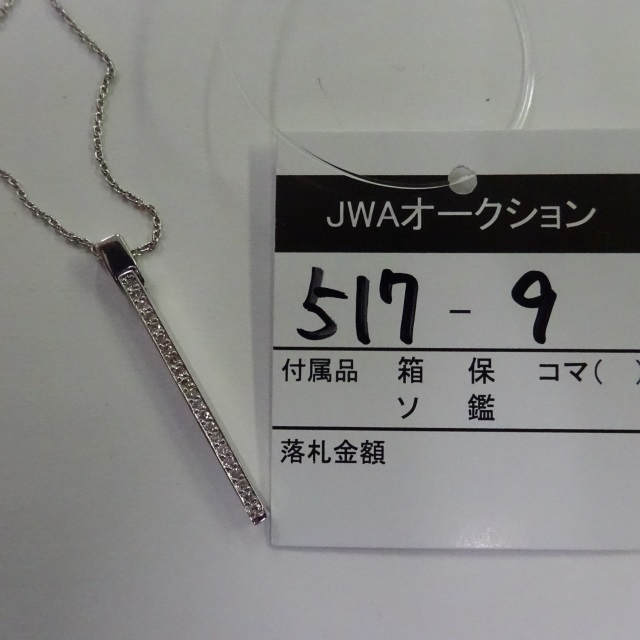 JWAオークション
517-9
付属品 箱 保 コマ( )
ソ 鑑
落札金額